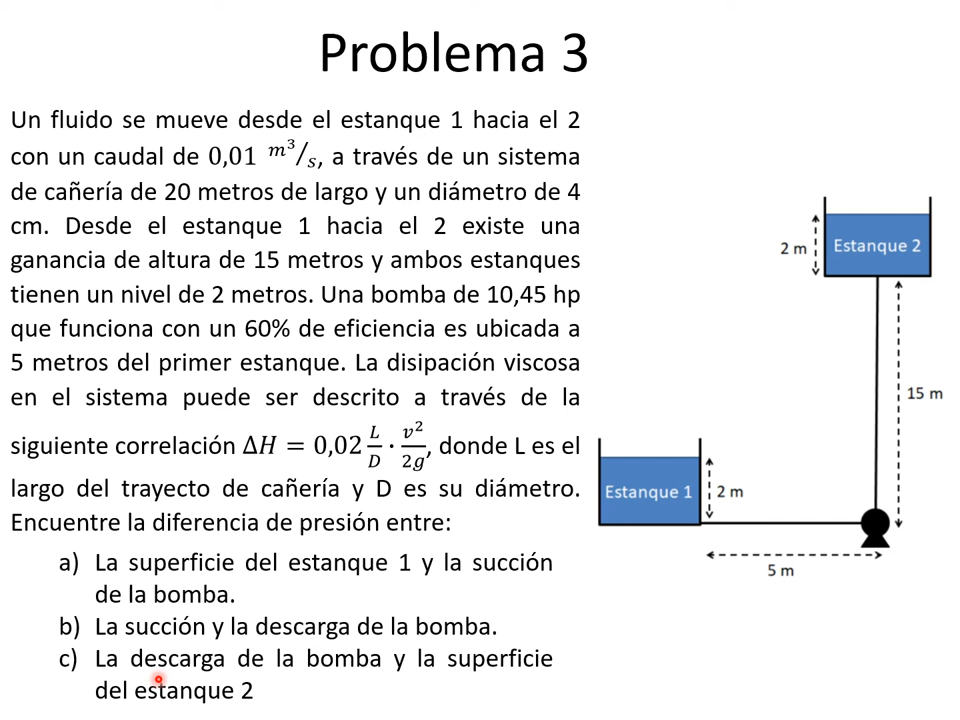 Problema 3
Un fluido se mueve desde el estanque 1 hacia el 2
con un caudal de 0,01 m³/s, a través de un sistema
de cañería de 20 metros de largo y un diámetro de 4
cm. Desde el estanque 1 hacia el 2 existe una
ganancia de altura de 15 metros y ambos estanques
tienen un nivel de 2 metros. Una bomba de 10,45 hp
que funciona con un 60% de eficiencia es ubicada a
5 metros del primer estanque. La disipación viscosa
en el sistema puede ser descrito a través de la
siguiente correlación ΔH = 0,02 L/D · v²/2g, donde L es el
largo del trayecto de cañería y D es su diámetro.
Encuentre la diferencia de presión entre:
a) La superficie del estanque 1 y la succión
de la bomba.
b) La succión y la descarga de la bomba.
c) La descarga de la bomba y la superficie
del estanque 2
2 m
Estanque 2
15 m
Estanque 1
2 m
5 m